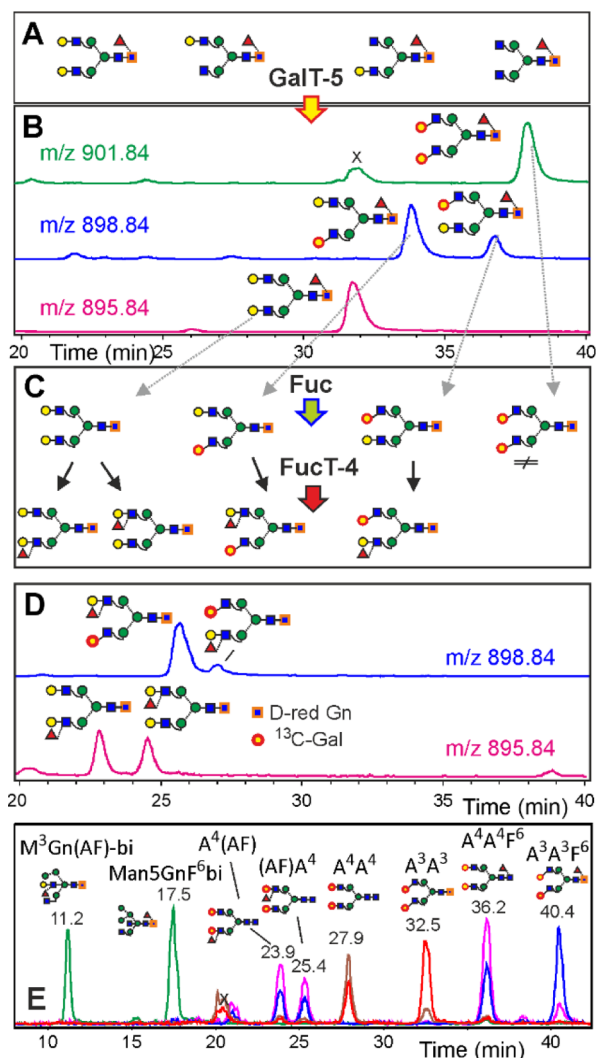 A
GalT-5
B
m/z 901.84
X
m/z 898.84
m/z 895.84
20 25 30 35 40
Time (min)
C
Fuc
FucT-4
D
m/z 898.84
D-red Gn
¹³C-Gal
m/z 895.84
20 25 30 35 40
Time (min)
M³Gn(AF)-bi
Man5GnF⁶bi
A⁴(AF)
(AF)A⁴
A⁴A⁴
A³A³
A⁴A⁴F⁶
A³A³F⁶
11.2
17.5
23.9
25.4
27.9
32.5
36.2
40.4
X
E
10 15 20 25 30 35 40
Time (min)